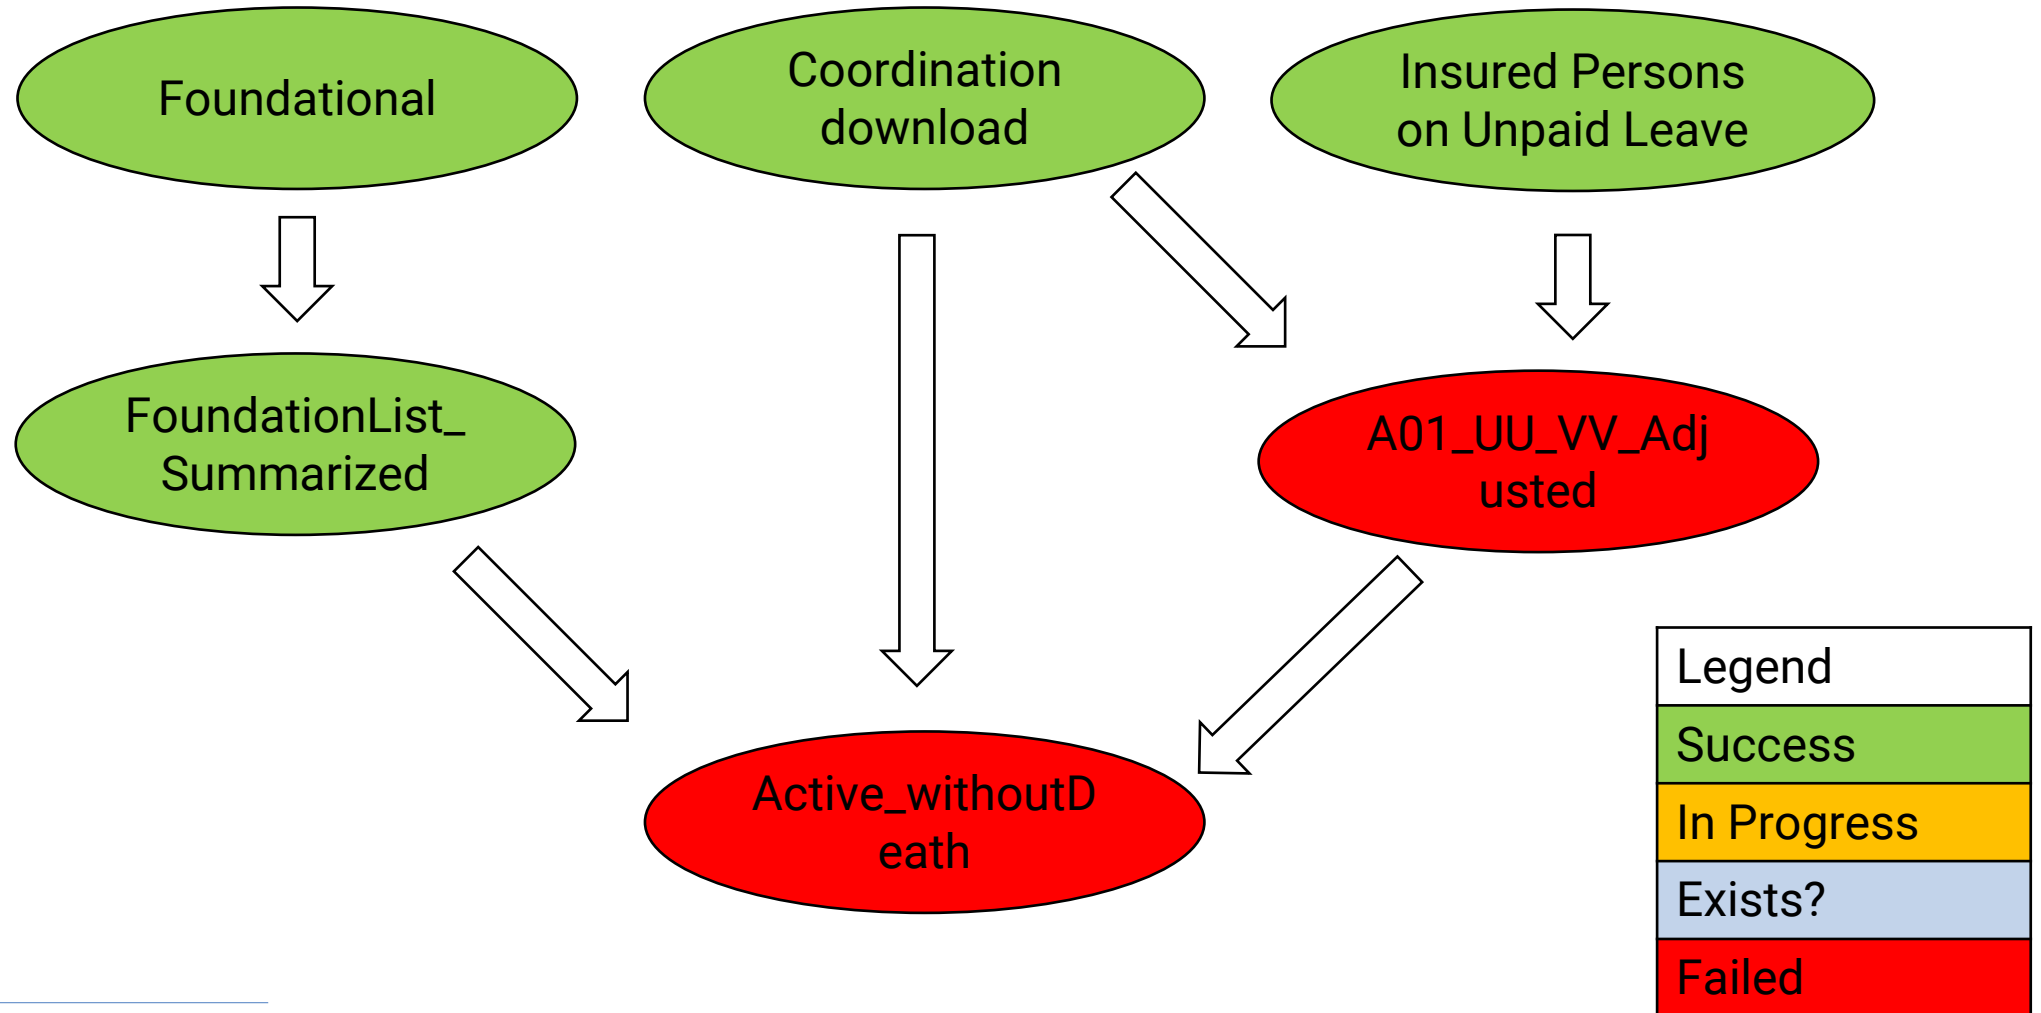 Foundational
Coordination
download
Insured Persons
on Unpaid Leave
FoundationList_
Summarized
A01_UU_VV_Adj
usted
Active_withoutD
eath
Legend
Success
In Progress
Exists?
Failed